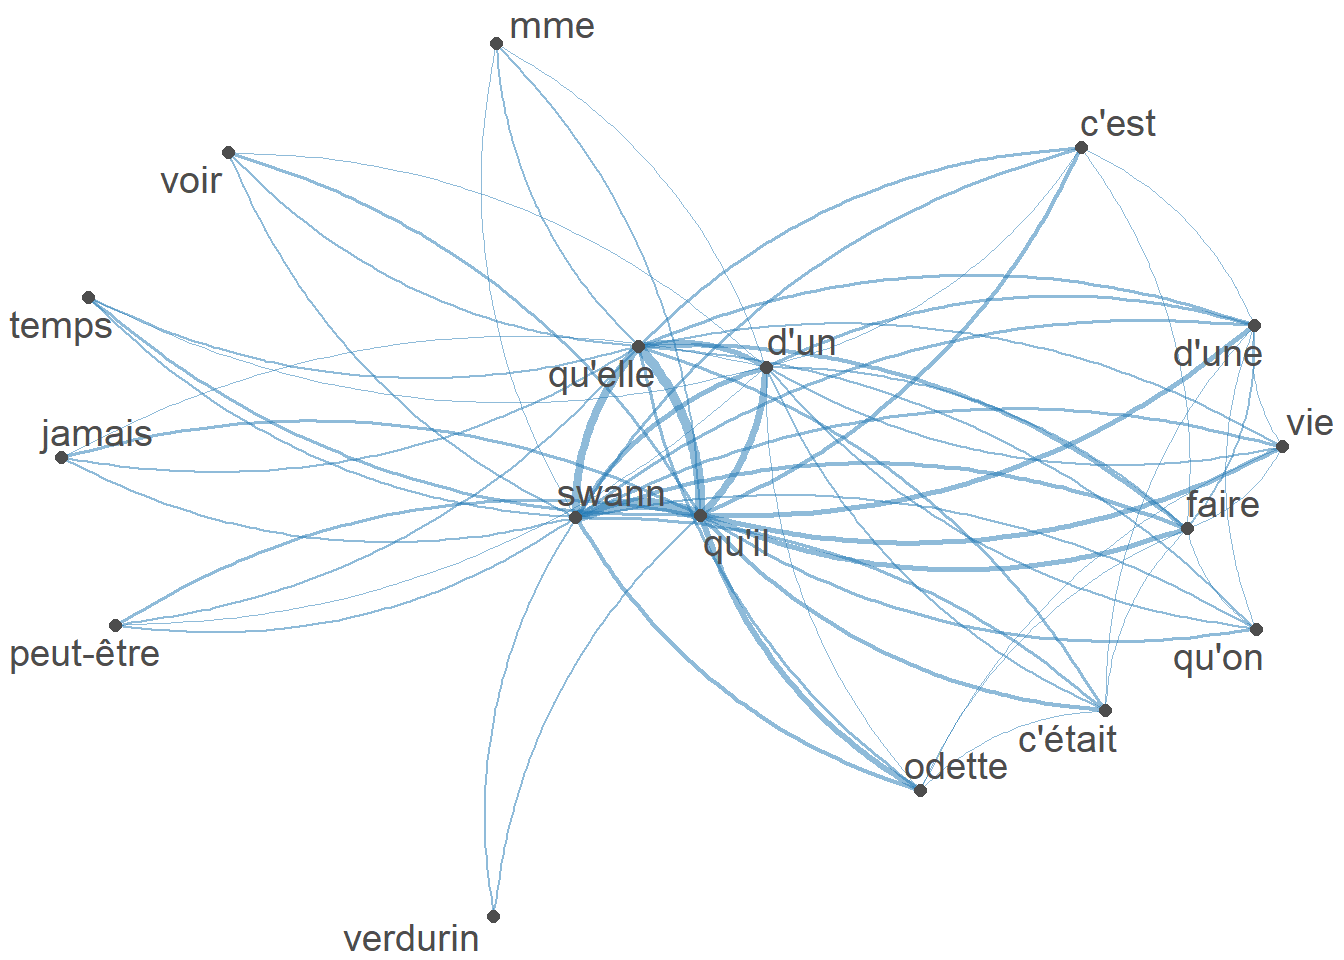 mme
c'est
voir
temps
d'un
d'une
qu'elle
vie
jamais
swann
faire
qu'il
peut-être
qu'on
c'était
odette
verdurin